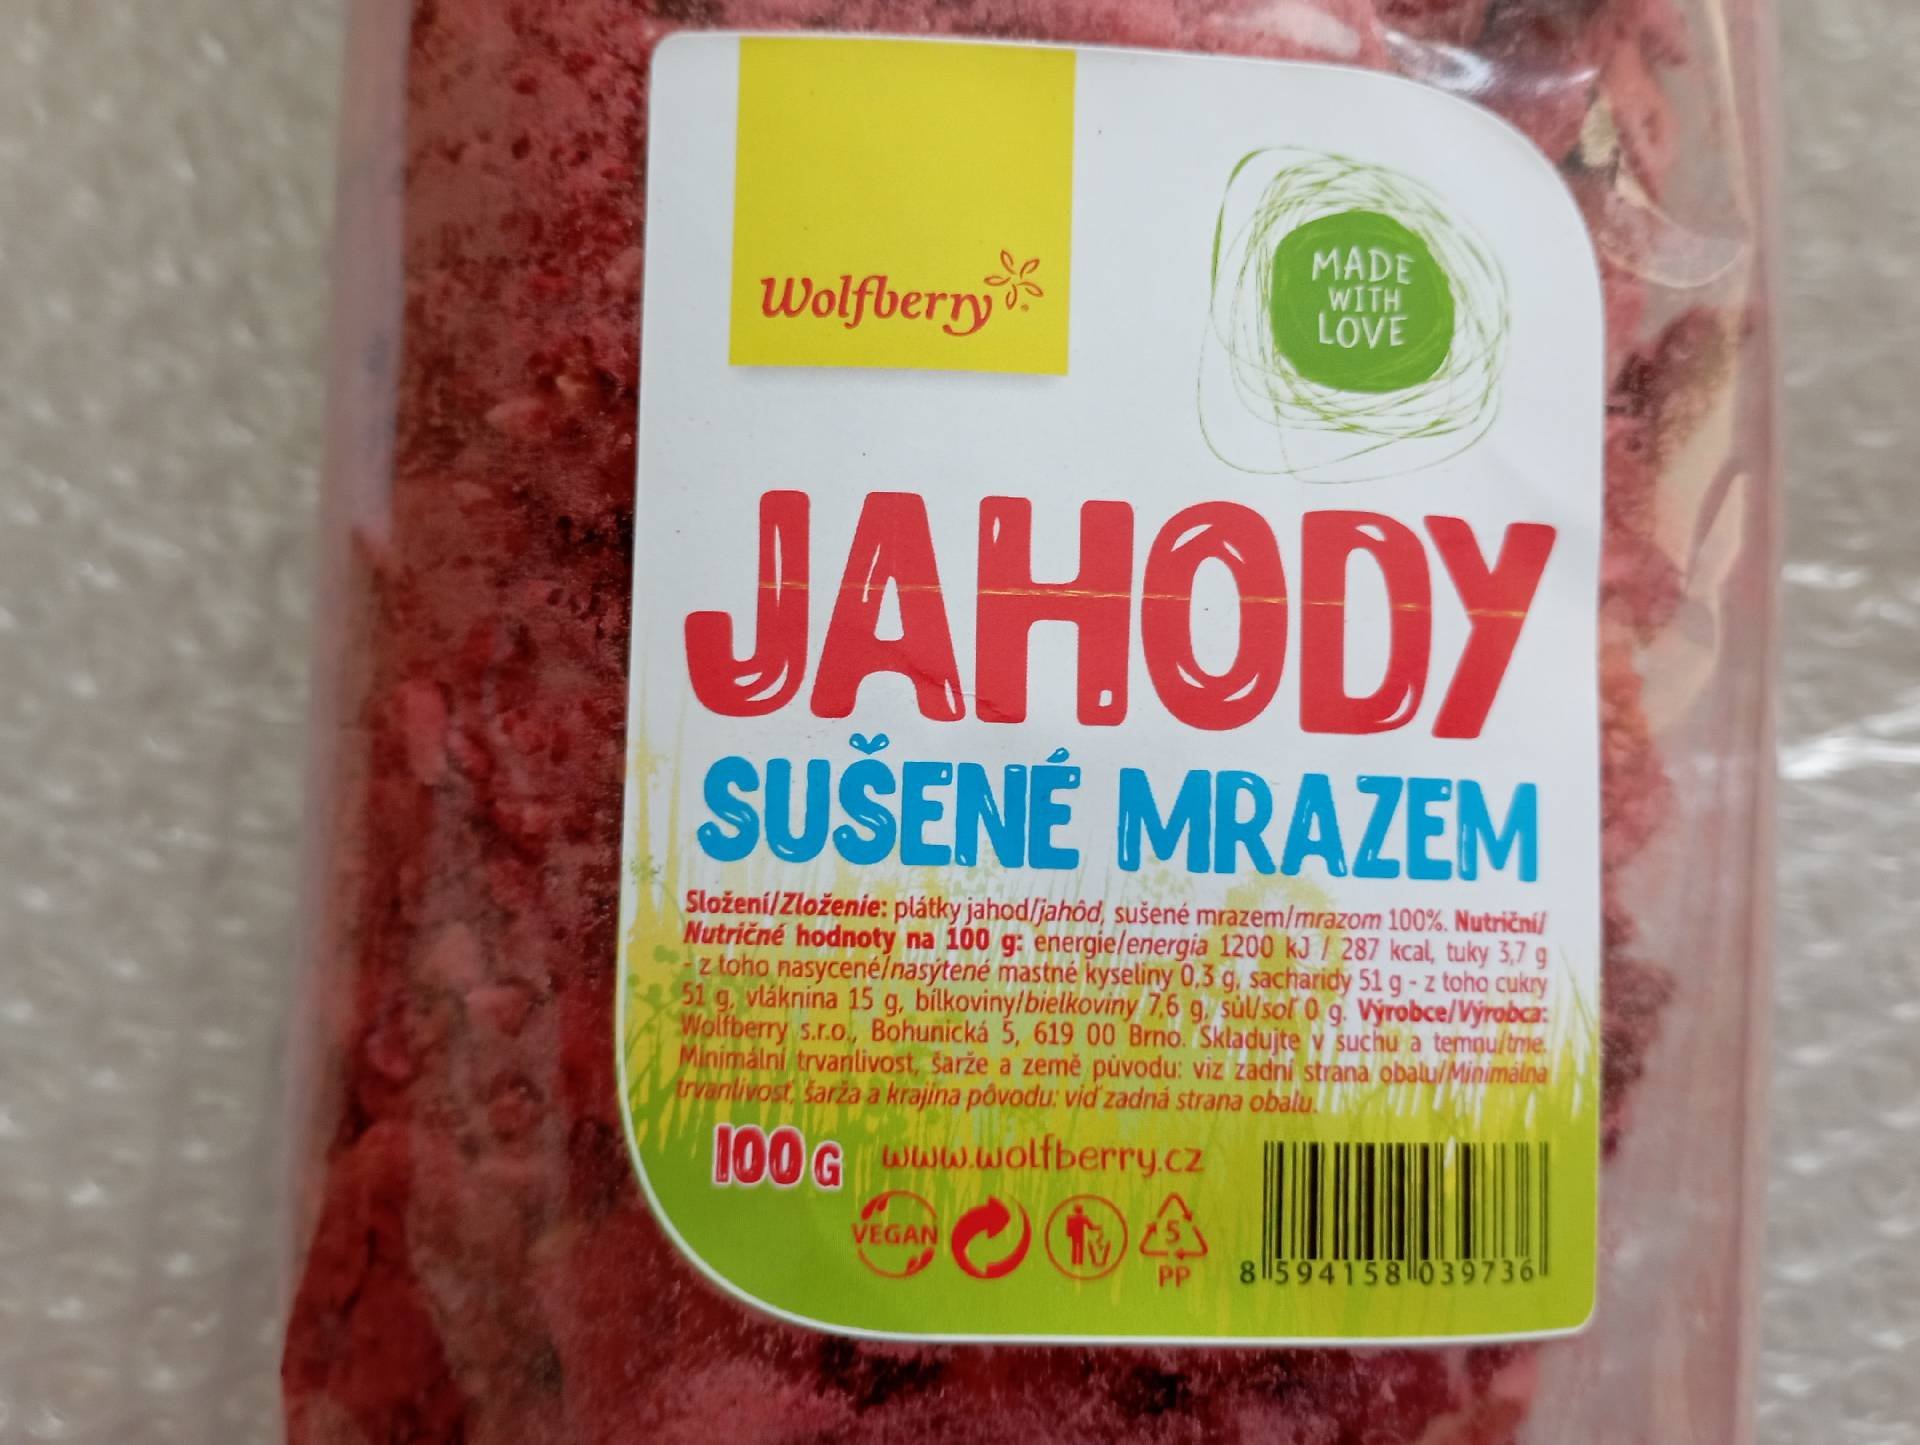 Wolfberry
MADE
WITH
LOVE
JAHODY
SUŠENÉ MRAZEM
Složení/Zloženie: plátky jahod/jahôd, sušené mrazem/mrazom 100%. Nutriční/
Nutričné hodnoty na 100 g: energie/energia 1200 kJ / 287 kcal, tuky 3,7 g
- z toho nasycené/nasýtené mastné kyseliny 0,3 g, sacharidy 51 g - z toho cukry
51 g, vláknina 15 g, bílkoviny/bielkoviny 7,6 g, sůl/soľ 0 g. Výrobce/Výrobca:
Wolfberry s.r.o., Bohunická 5, 619 00 Brno. Skladujte v suchu a temnu/tme.
Minimální trvanlivost, šarže a země původu: viz zadní strana obalu/Minimálna
trvanlivosť, šarža a krajina pôvodu: viď zadná strana obalu.
100 G www.wolfberry.cz
VEGAN
5
PP
8 594158 039736